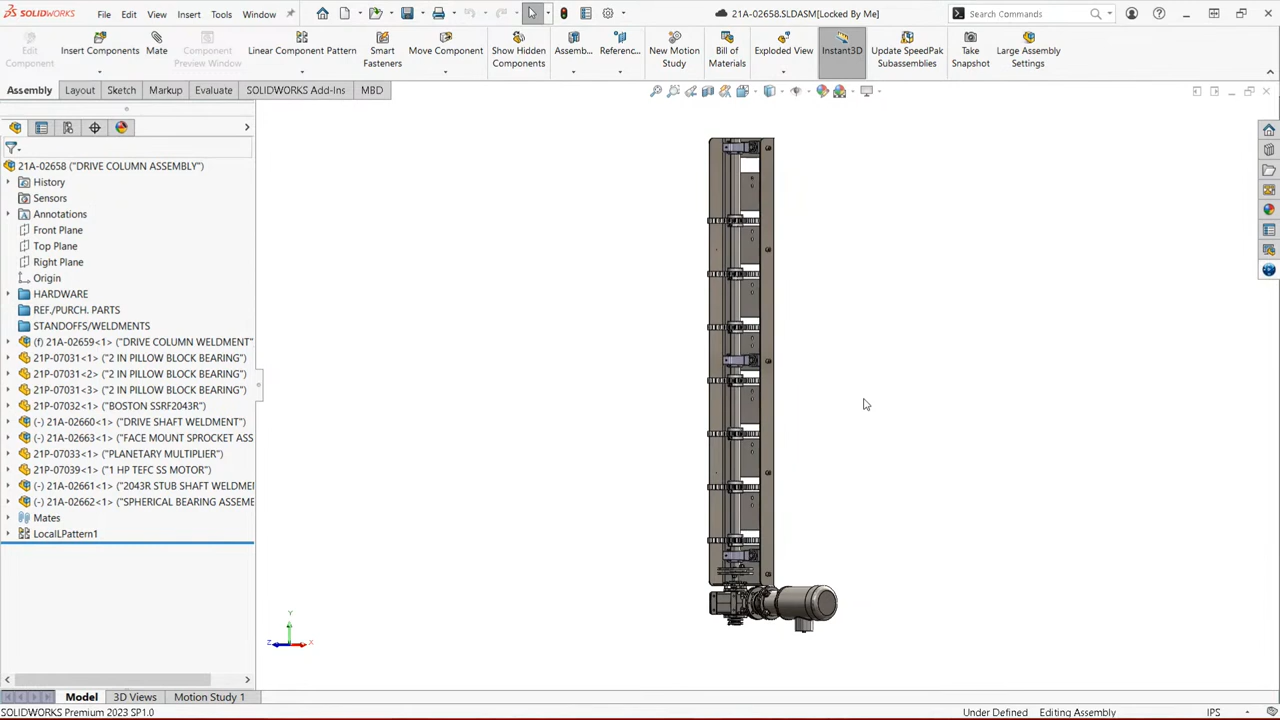 SOLIDWORKS File Edit View Insert Tools Window
21A-02658.SLDASM[Locked By Me]
Search Commands
Edit Component
Insert Components
Mate
Component Preview Window
Linear Component Pattern
Smart Fasteners
Move Component
Show Hidden Components
Assemb...
Referenc...
New Motion Study
Bill of Materials
Exploded View
Instant3D
Update SpeedPak Subassemblies
Take Snapshot
Large Assembly Settings
Assembly Layout Sketch Markup Evaluate SOLIDWORKS Add-Ins MBD
21A-02658 ("DRIVE COLUMN ASSEMBLY")
History
Sensors
Annotations
Front Plane
Top Plane
Right Plane
Origin
HARDWARE
REF./PURCH. PARTS
STANDOFFS/WELDMENTS
(f) 21A-02659<1> ("DRIVE COLUMN WELDMENT"
21P-07031<1> ("2 IN PILLOW BLOCK BEARING")
21P-07031<2> ("2 IN PILLOW BLOCK BEARING")
21P-07031<3> ("2 IN PILLOW BLOCK BEARING")
21P-07032<1> ("BOSTON SSRF2043R")
(-) 21A-02660<1> ("DRIVE SHAFT WELDMENT")
(-) 21A-02663<1> ("FACE MOUNT SPROCKET ASS
21P-07033<1> ("PLANETARY MULTIPLIER")
21P-07039<1> ("1 HP TEFC SS MOTOR")
(-) 21A-02661<1> ("2043R STUB SHAFT WELDMEI
(-) 21A-02662<1> ("SPHERICAL BEARING ASSEME
Mates
LocalLPattern1
Y
Z X
Model 3D Views Motion Study 1
SOLIDWORKS Premium 2023 SP1.0
Under Defined Editing Assembly IPS